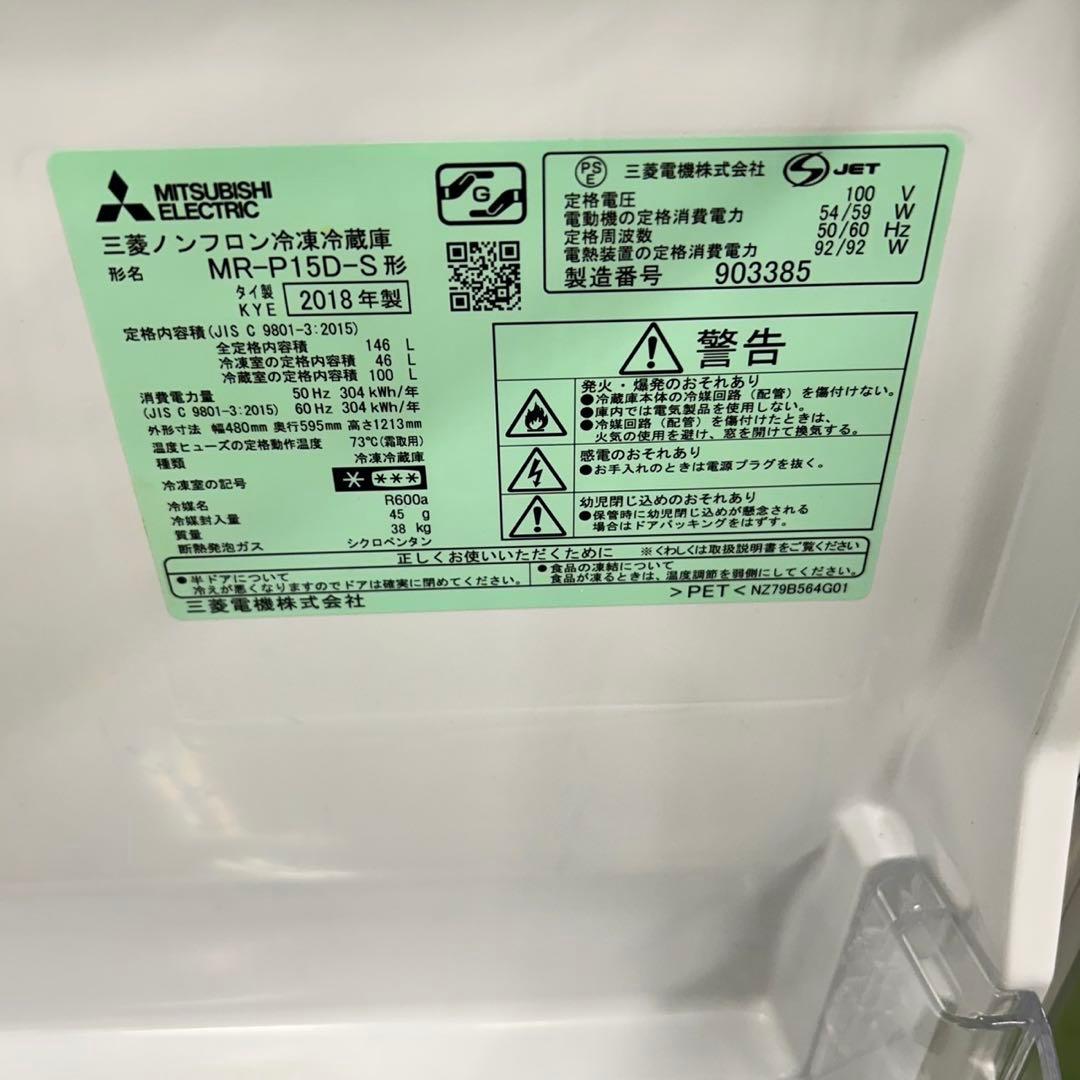 MITSUBISHI
ELECTRIC
G
三菱ノンフロン冷凍冷蔵庫
形名 MR-P15D-S形
タイ製
KYE 2018年製
定格内容積(JIS C 9801-3:2015)
全定格内容積 146 L
冷凍室の定格内容積 46 L
冷蔵室の定格内容積 100 L
消費電力量 50 Hz 304 kWh/年
(JIS C 9801-3:2015) 60 Hz 304 kWh/年
外形寸法 幅480mm 奥行595mm 高さ1213mm
温度ヒューズの定格動作温度 73℃(霜取用)
種類 冷凍冷蔵庫
冷凍室の記号 * ***
冷媒名 R600a
冷媒封入量 45 g
質量 38 kg
断熱発泡ガス シクロペンタン
PSE 三菱電機株式会社 S JET
定格電圧 100 V
電動機の定格消費電力 54/59 W
定格周波数 50/60 Hz
電熱装置の定格消費電力 92/92 W
製造番号 903385
警告
発火・爆発のおそれあり
●冷蔵庫本体の冷媒回路(配管)を傷付けない。
●庫内では電気製品を使用しない。
●冷媒回路(配管)を傷付けたときは、
火気の使用を避け、窓を開けて換気する。
感電のおそれあり
●お手入れのときは電源プラグを抜く。
幼児閉じ込めのおそれあり
●保管時に幼児閉じ込めが懸念される
場合はドアパッキングをはずす。
正しくお使いいただくために ※くわしくは取扱説明書をご覧ください
●半ドアについて
冷えが悪くなりますのでドアは確実に閉めてください。
●食品の凍結について
食品が凍るときは、温度調節を弱側にしてください。
三菱電機株式会社
>PET< NZ79B564G01